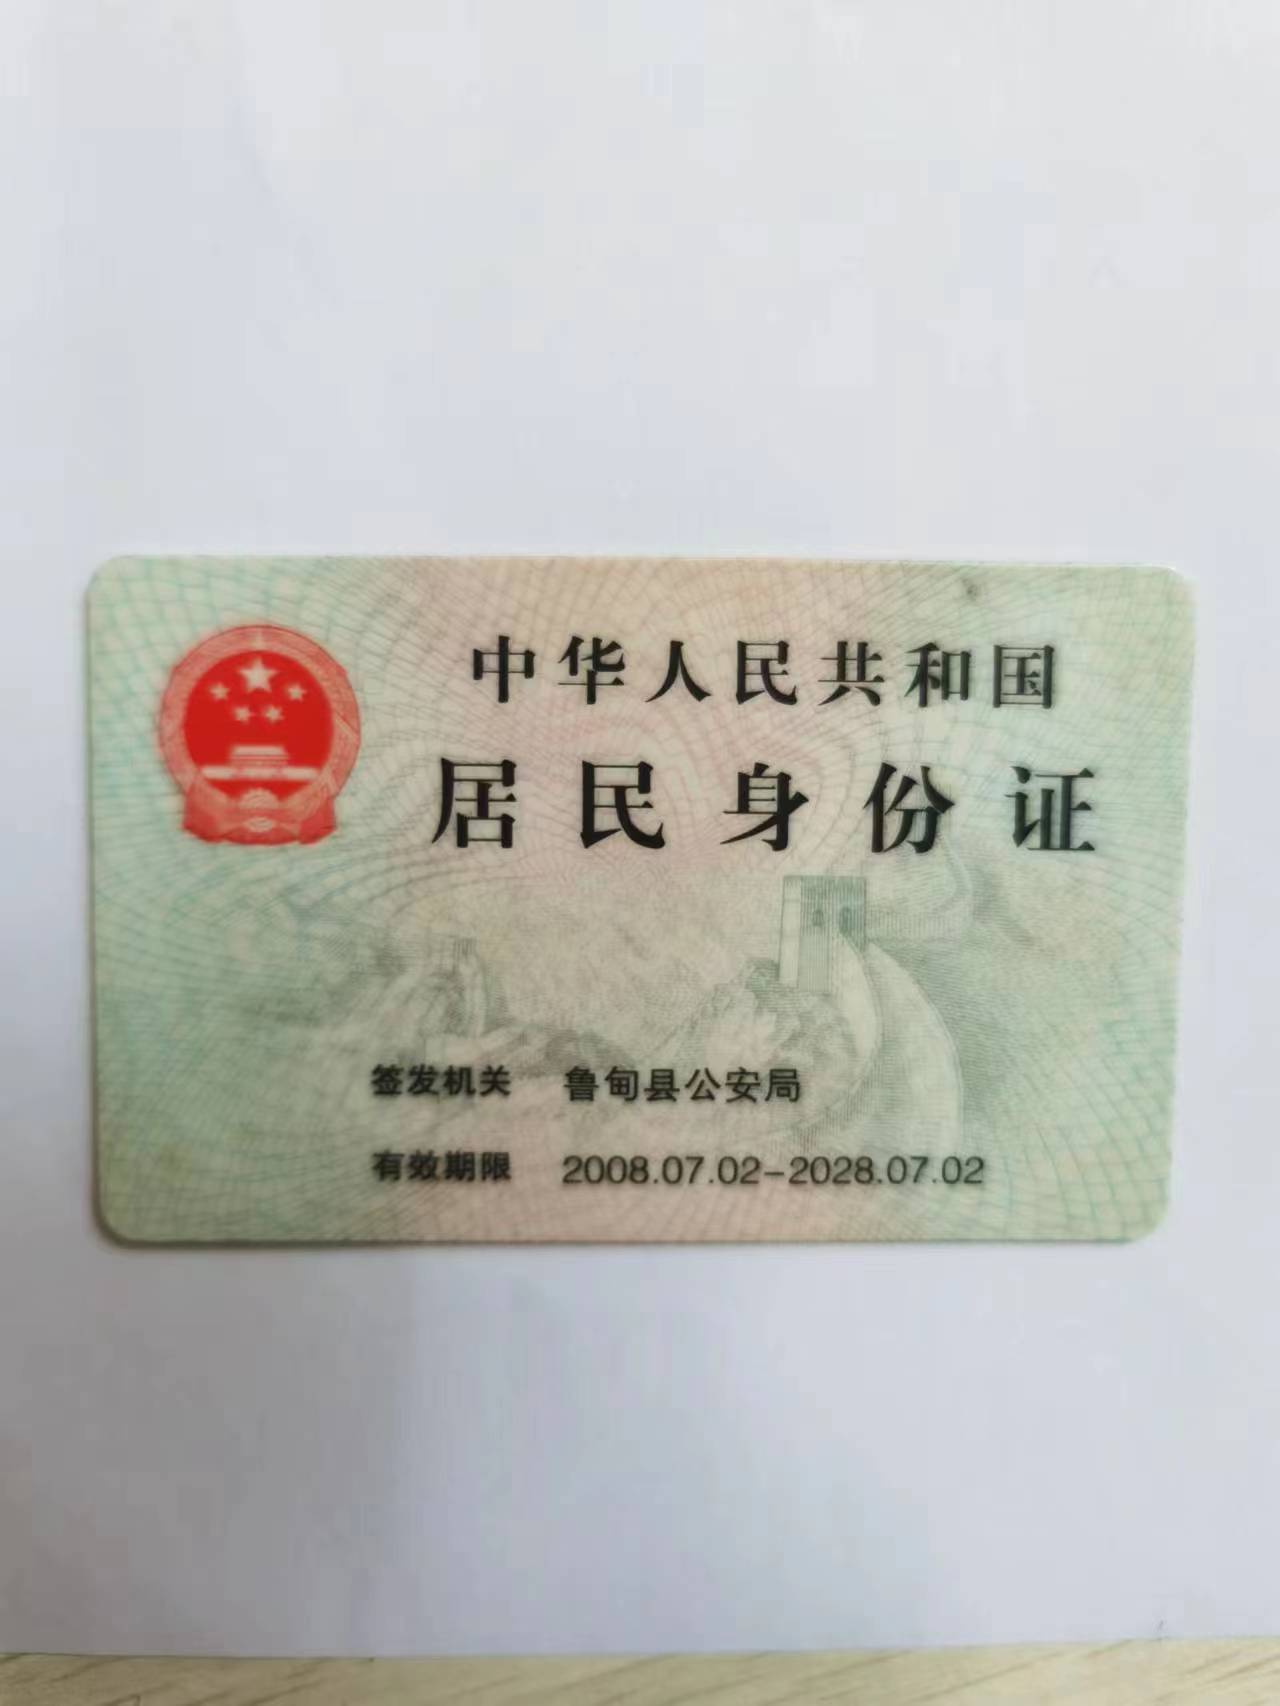 中华人民共和国
居民身份证
签发机关 鲁甸县公安局
有效期限 2008.07.02-2028.07.02